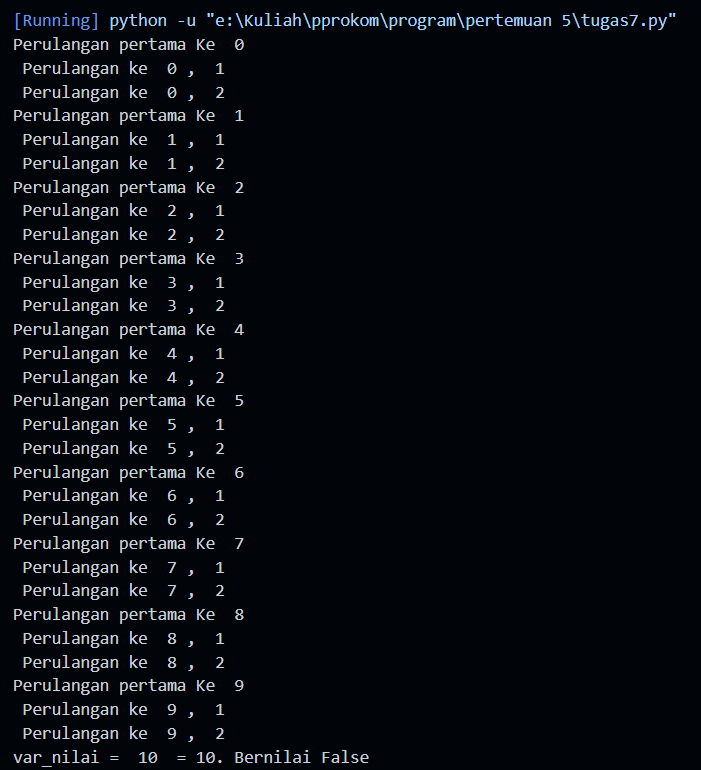 [Running] python -u "e:\Kuliah\pprokom\program\pertemuan 5\tugas7.py"
Perulangan pertama Ke  0
 Perulangan ke  0 ,  1
 Perulangan ke  0 ,  2
Perulangan pertama Ke  1
 Perulangan ke  1 ,  1
 Perulangan ke  1 ,  2
Perulangan pertama Ke  2
 Perulangan ke  2 ,  1
 Perulangan ke  2 ,  2
Perulangan pertama Ke  3
 Perulangan ke  3 ,  1
 Perulangan ke  3 ,  2
Perulangan pertama Ke  4
 Perulangan ke  4 ,  1
 Perulangan ke  4 ,  2
Perulangan pertama Ke  5
 Perulangan ke  5 ,  1
 Perulangan ke  5 ,  2
Perulangan pertama Ke  6
 Perulangan ke  6 ,  1
 Perulangan ke  6 ,  2
Perulangan pertama Ke  7
 Perulangan ke  7 ,  1
 Perulangan ke  7 ,  2
Perulangan pertama Ke  8
 Perulangan ke  8 ,  1
 Perulangan ke  8 ,  2
Perulangan pertama Ke  9
 Perulangan ke  9 ,  1
 Perulangan ke  9 ,  2
var_nilai =  10  = 10. Bernilai False